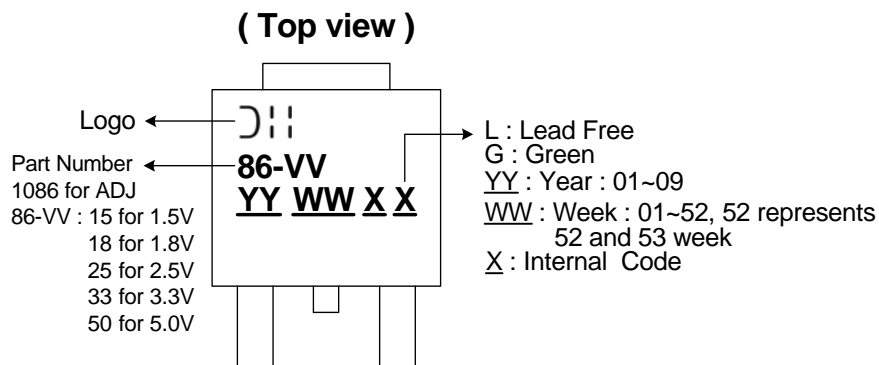 ( Top view )
Logo
Part Number
1086 for ADJ
86-VV : 15 for 1.5V
18 for 1.8V
25 for 2.5V
33 for 3.3V
50 for 5.0V
86-VV
YY WW X X
L : Lead Free
G : Green
YY : Year : 01~09
WW : Week : 01~52, 52 represents
52 and 53 week
X : Internal Code